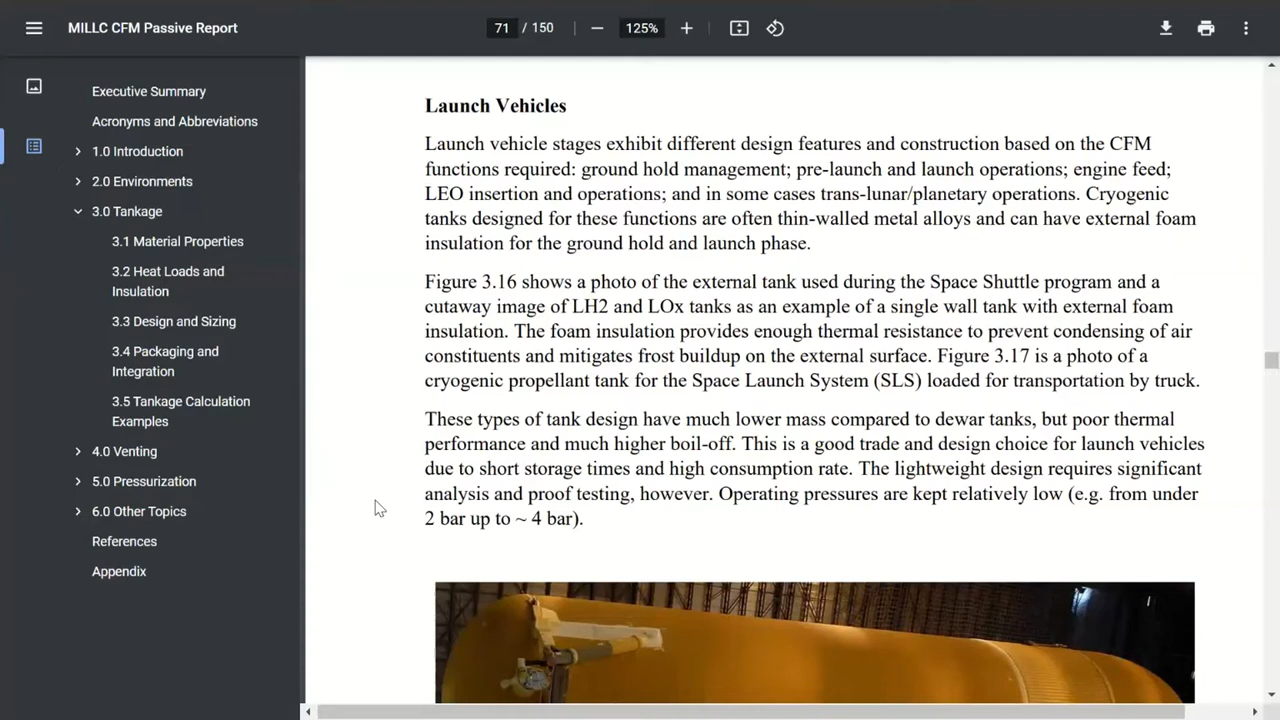 MILLC CFM Passive Report
71 / 150
125%
Executive Summary
Acronyms and Abbreviations
1.0 Introduction
2.0 Environments
3.0 Tankage
3.1 Material Properties
3.2 Heat Loads and
Insulation
3.3 Design and Sizing
3.4 Packaging and
Integration
3.5 Tankage Calculation
Examples
4.0 Venting
5.0 Pressurization
6.0 Other Topics
References
Appendix
Launch Vehicles
Launch vehicle stages exhibit different design features and construction based on the CFM
functions required: ground hold management; pre-launch and launch operations; engine feed;
LEO insertion and operations; and in some cases trans-lunar/planetary operations. Cryogenic
tanks designed for these functions are often thin-walled metal alloys and can have external foam
insulation for the ground hold and launch phase.
Figure 3.16 shows a photo of the external tank used during the Space Shuttle program and a
cutaway image of LH2 and LOx tanks as an example of a single wall tank with external foam
insulation. The foam insulation provides enough thermal resistance to prevent condensing of air
constituents and mitigates frost buildup on the external surface. Figure 3.17 is a photo of a
cryogenic propellant tank for the Space Launch System (SLS) loaded for transportation by truck.
These types of tank design have much lower mass compared to dewar tanks, but poor thermal
performance and much higher boil-off. This is a good trade and design choice for launch vehicles
due to short storage times and high consumption rate. The lightweight design requires significant
analysis and proof testing, however. Operating pressures are kept relatively low (e.g. from under
2 bar up to ~ 4 bar).